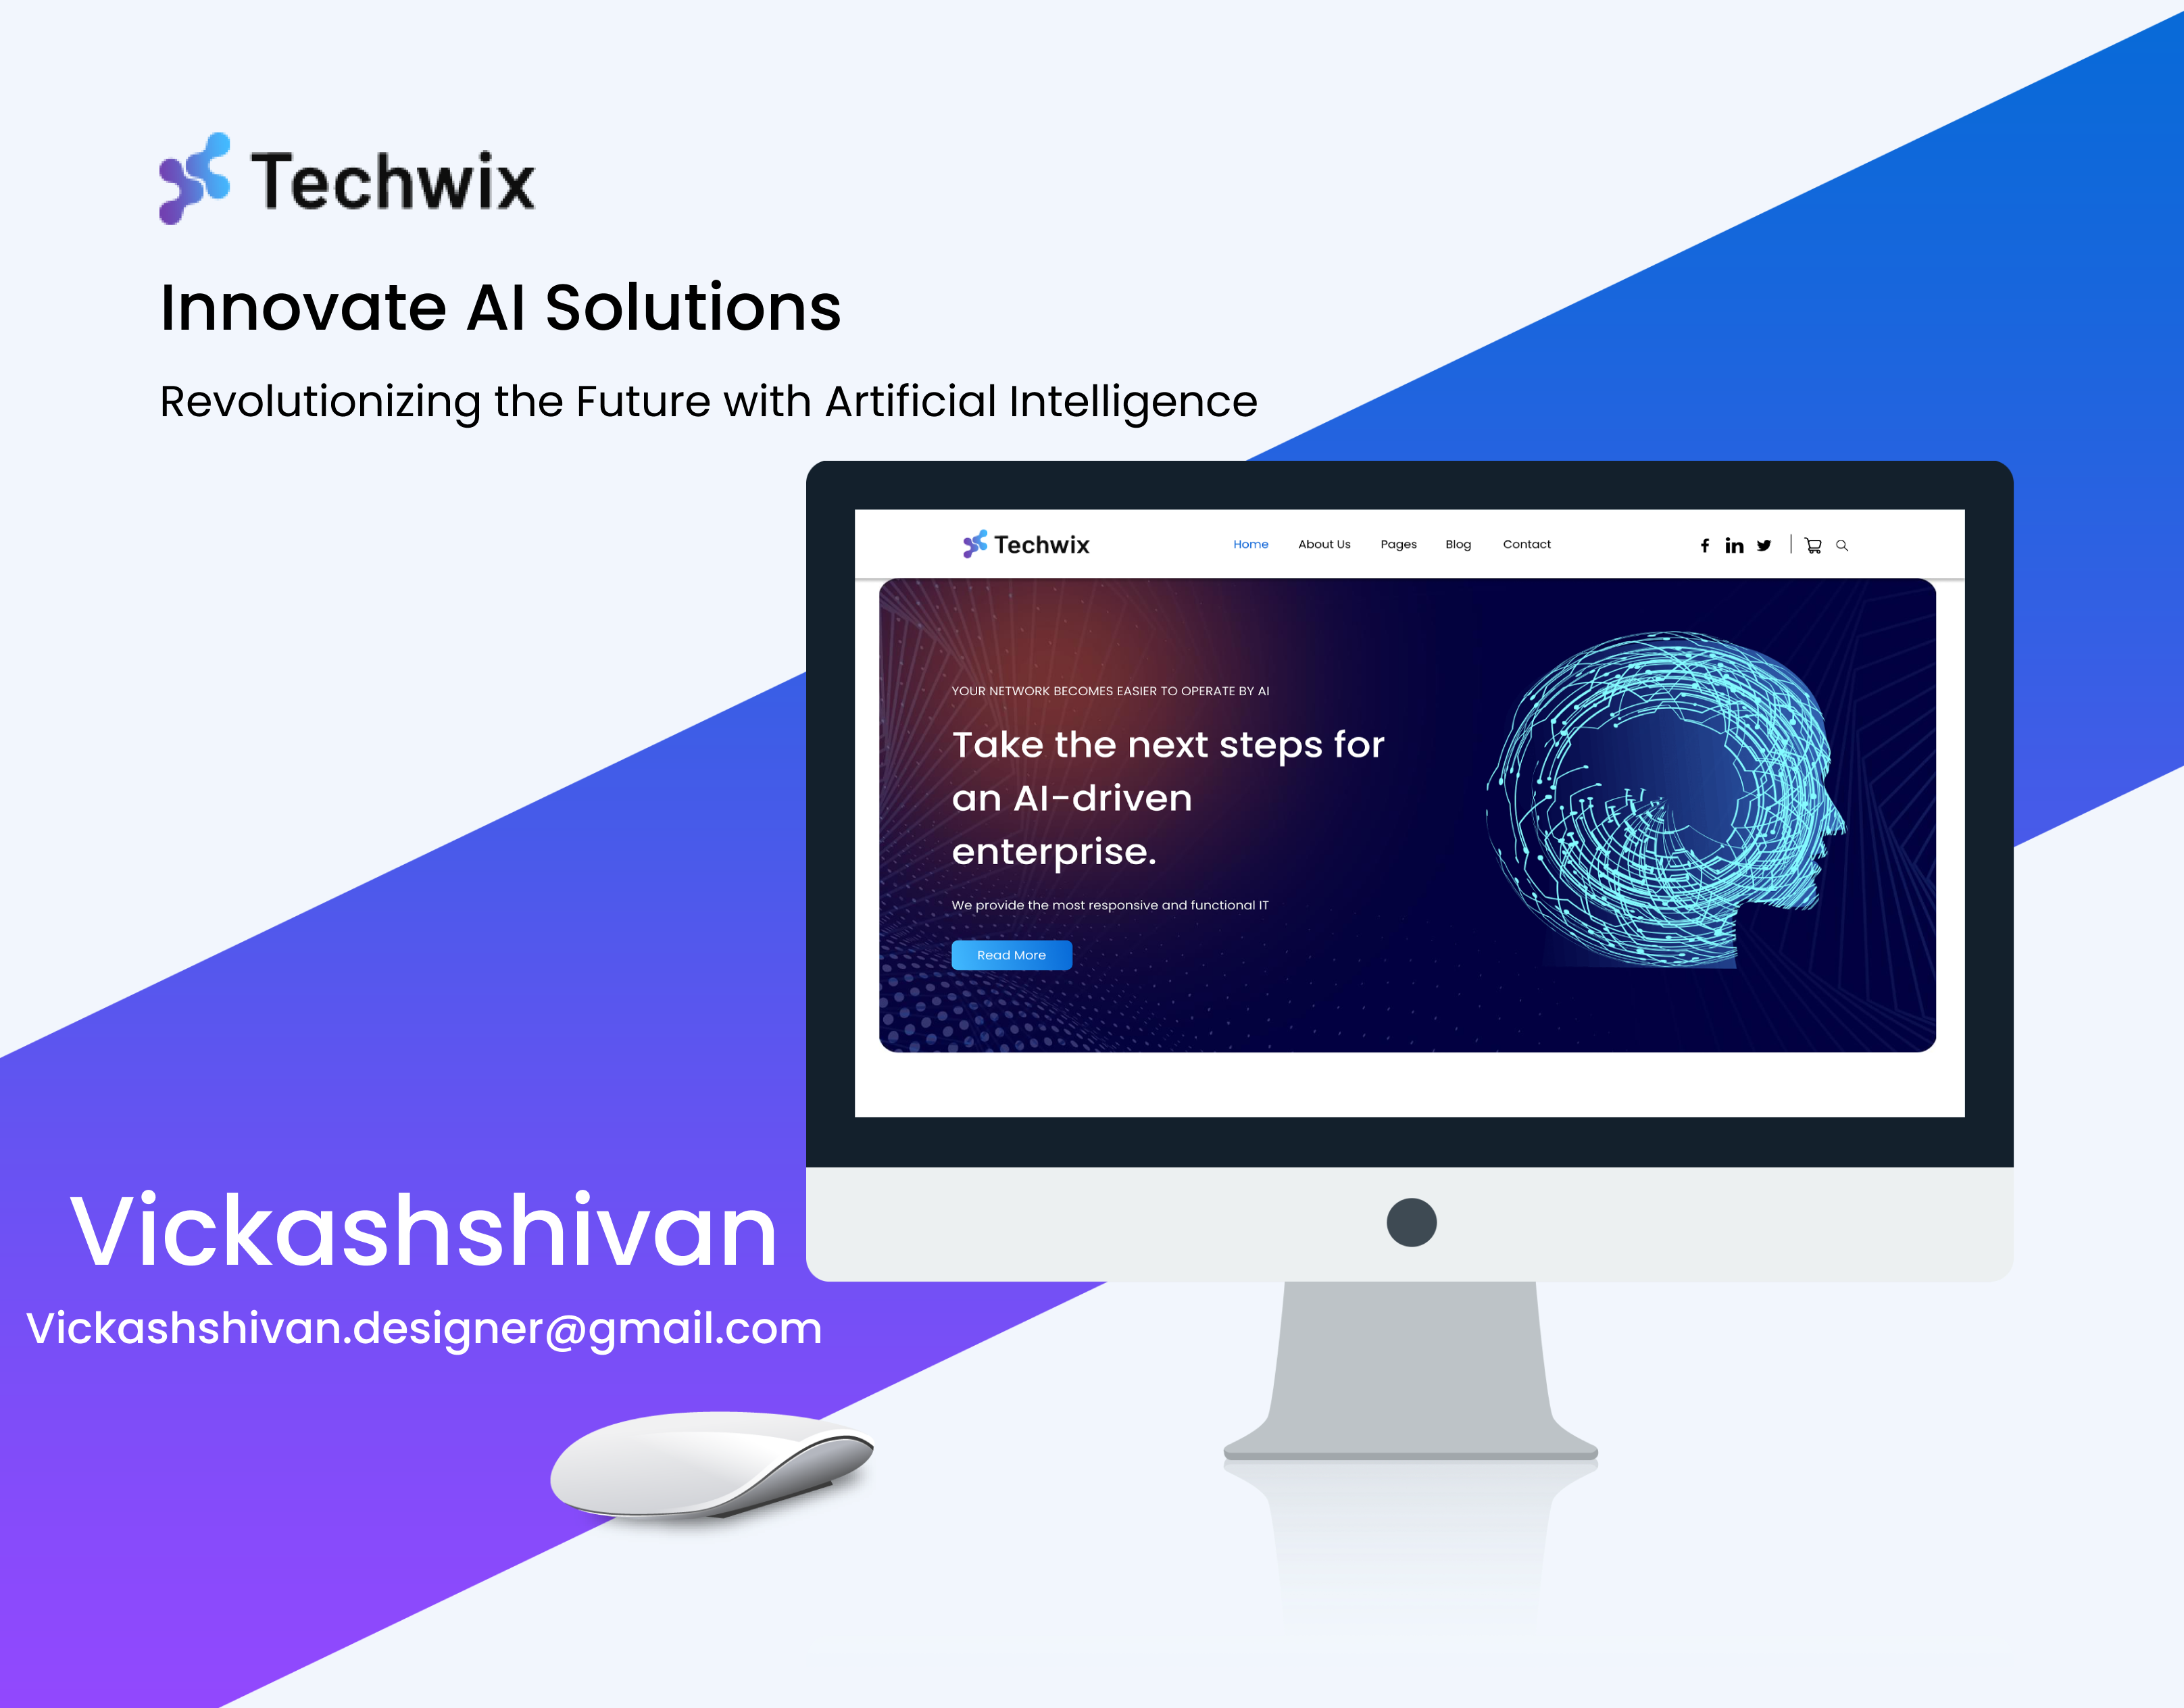 Techwix
Innovate AI Solutions
Revolutionizing the Future with Artificial Intelligence
Techwix Home About Us Pages Blog Contact
YOUR NETWORK BECOMES EASIER TO OPERATE BY AI
Take the next steps for
an AI-driven
enterprise.
We provide the most responsive and functional IT
Read More
Vickashshivan
Vickashshivan.designer@gmail.com